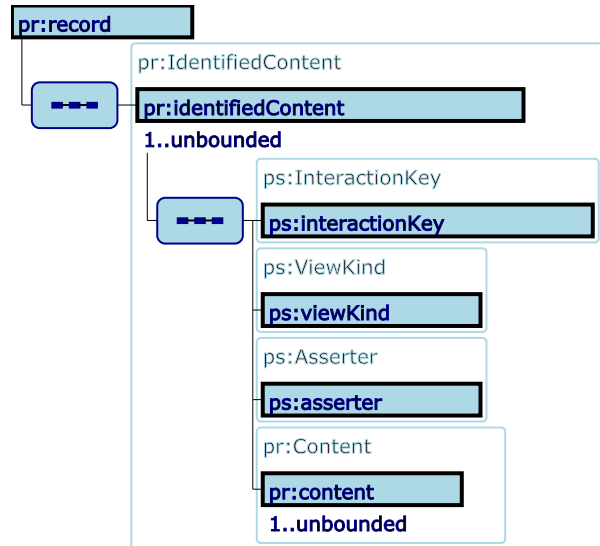 pr:record
pr:IdentifiedContent
pr:identifiedContent
1..unbounded
ps:InteractionKey
ps:interactionKey
ps:ViewKind
ps:viewKind
ps:Asserter
ps:asserter
pr:Content
pr:content
1..unbounded